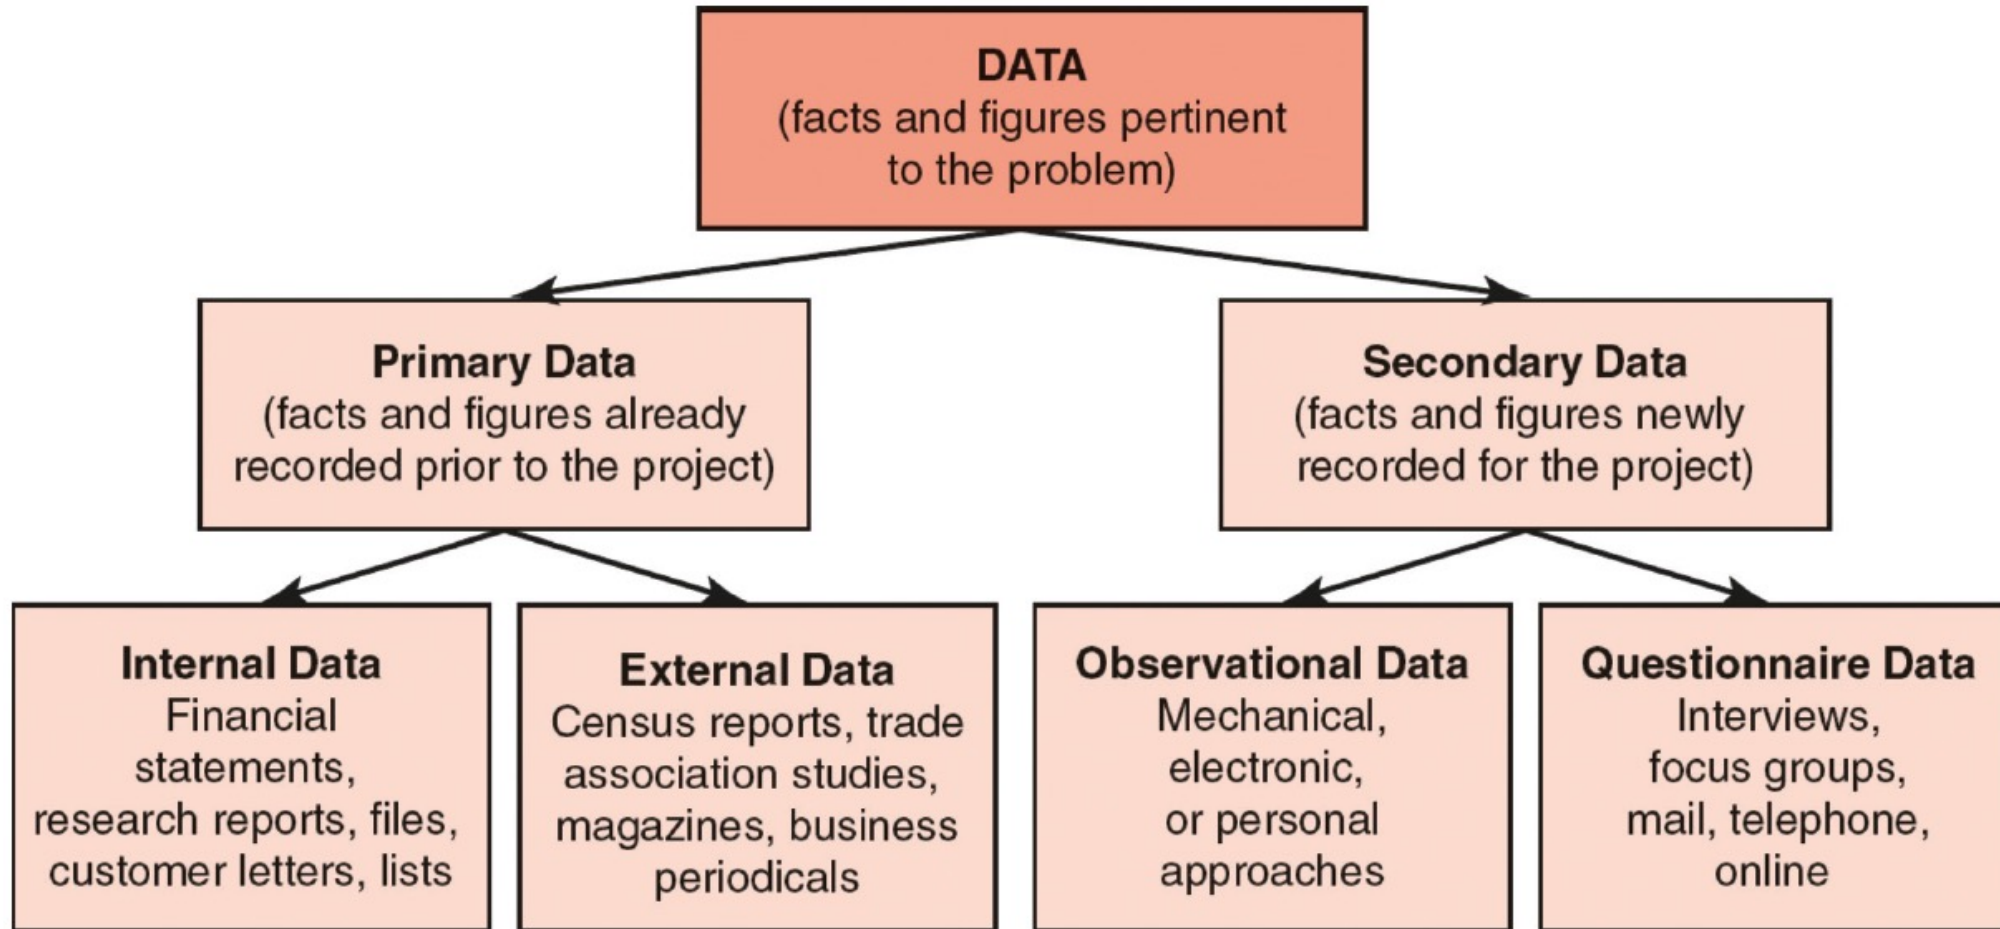 DATA
(facts and figures pertinent
to the problem)
Primary Data
(facts and figures already
recorded prior to the project)
Secondary Data
(facts and figures newly
recorded for the project)
Internal Data
Financial
statements,
research reports, files,
customer letters, lists
External Data
Census reports, trade
association studies,
magazines, business
periodicals
Observational Data
Mechanical,
electronic,
or personal
approaches
Questionnaire Data
Interviews,
focus groups,
mail, telephone,
online